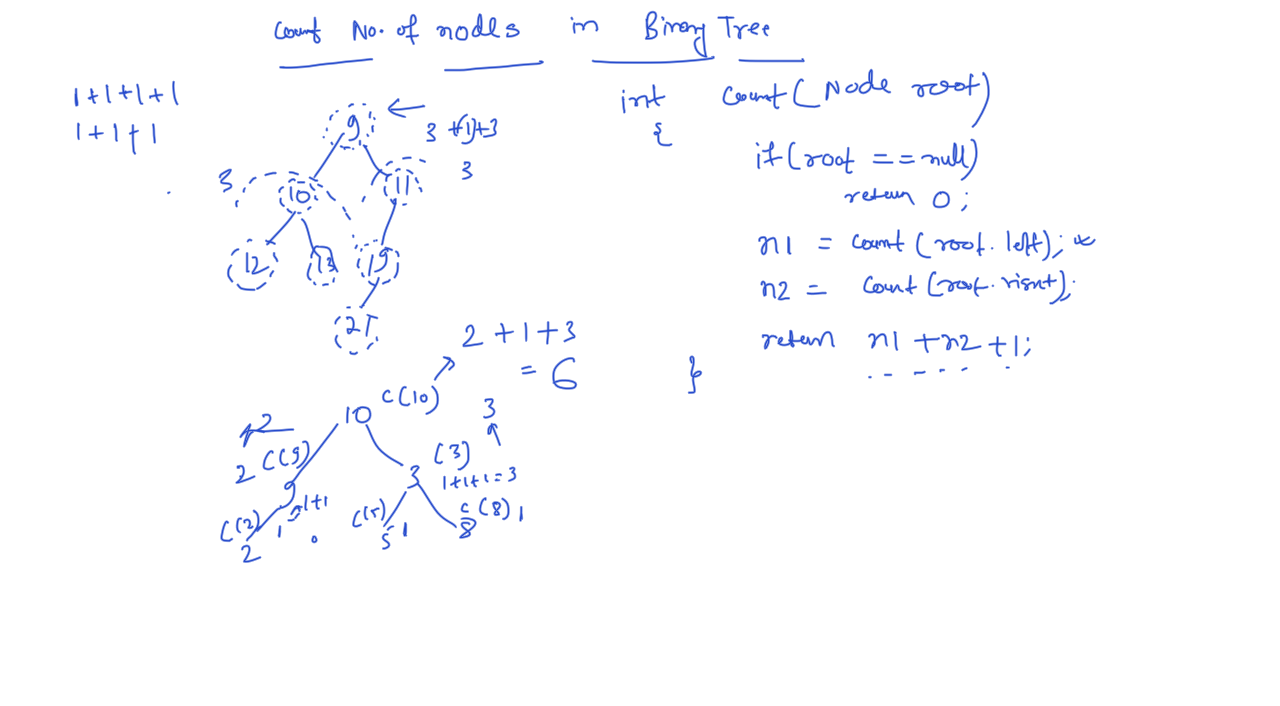 count No. of nodes in Binary Tree
1+1+1+1
1+1+1
9
3 +(1)+3
3
3
10
11
12
13
19
21
int count(Node root)
{
if(root == null)
return 0;
n1 = count (root.left);
n2 = count (root.right);
return n1+n2+1;
}
2+1+3
= 6
c(10)
10
3
2 C(9)
9
(3)
3
1+1+1=3
1+1
C(2)
2
1
0
C(5)
5
1
c(8) 1
8